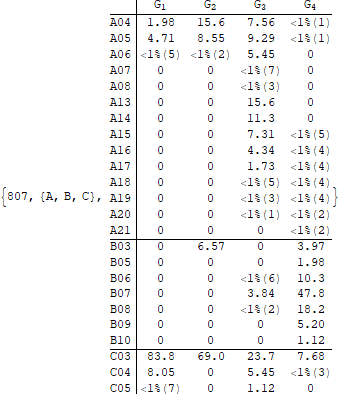 G1 G2 G3 G4
A04 1.98 15.6 7.56 <1%(1)
A05 4.71 8.55 9.29 <1%(1)
A06 <1%(5) <1%(2) 5.45 0
A07 0 0 <1%(7) 0
A08 0 0 <1%(3) 0
A13 0 0 15.6 0
A14 0 0 11.3 0
A15 0 0 7.31 <1%(5)
A16 0 0 4.34 <1%(4)
A17 0 0 1.73 <1%(4)
A18 0 0 <1%(5) <1%(4)
{807, {A, B, C}, A19 0 0 <1%(3) <1%(4) }
A20 0 0 <1%(1) <1%(2)
A21 0 0 0 <1%(2)
B03 0 6.57 0 3.97
B05 0 0 0 1.98
B06 0 0 <1%(6) 10.3
B07 0 0 3.84 47.8
B08 0 0 <1%(2) 18.2
B09 0 0 0 5.20
B10 0 0 0 1.12
C03 83.8 69.0 23.7 7.68
C04 8.05 0 5.45 <1%(3)
C05 <1%(7) 0 1.12 0